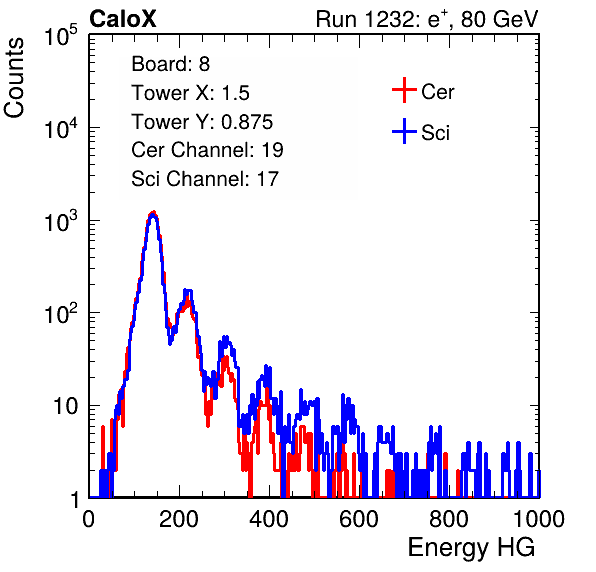 CaloX Run 1232: e⁺, 80 GeV
Counts
Board: 8
Tower X: 1.5
Tower Y: 0.875
Cer Channel: 19
Sci Channel: 17
Cer
Sci
10⁵
10⁴
10³
10²
10
1
0 200 400 600 800 1000
Energy HG